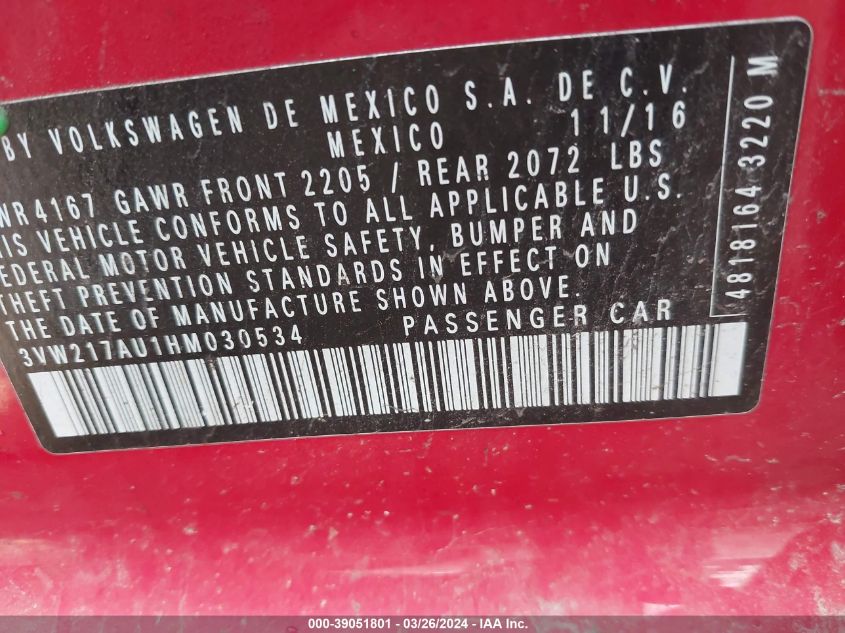 BY VOLKSWAGEN DE MEXICO S.A. DE C.V.
MEXICO 11/16
WR 4167 GAWR FRONT 2205 / REAR 2072 LBS
IS VEHICLE CONFORMS TO ALL APPLICABLE U.S.
EDERAL MOTOR VEHICLE SAFETY, BUMPER AND
THEFT PREVENTION STANDARDS IN EFFECT ON
THE DATE OF MANUFACTURE SHOWN ABOVE.
3VW217AU1HM030534 PASSENGER CAR
4818164 3220 M
000-39051801 / 03/26/2024 / IAA Inc.